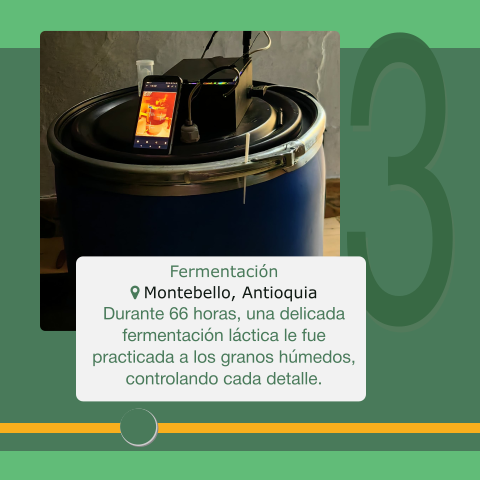 3
Fermentación
Montebello, Antioquia
Durante 66 horas, una delicada
fermentación láctica le fue
practicada a los granos húmedos,
controlando cada detalle.